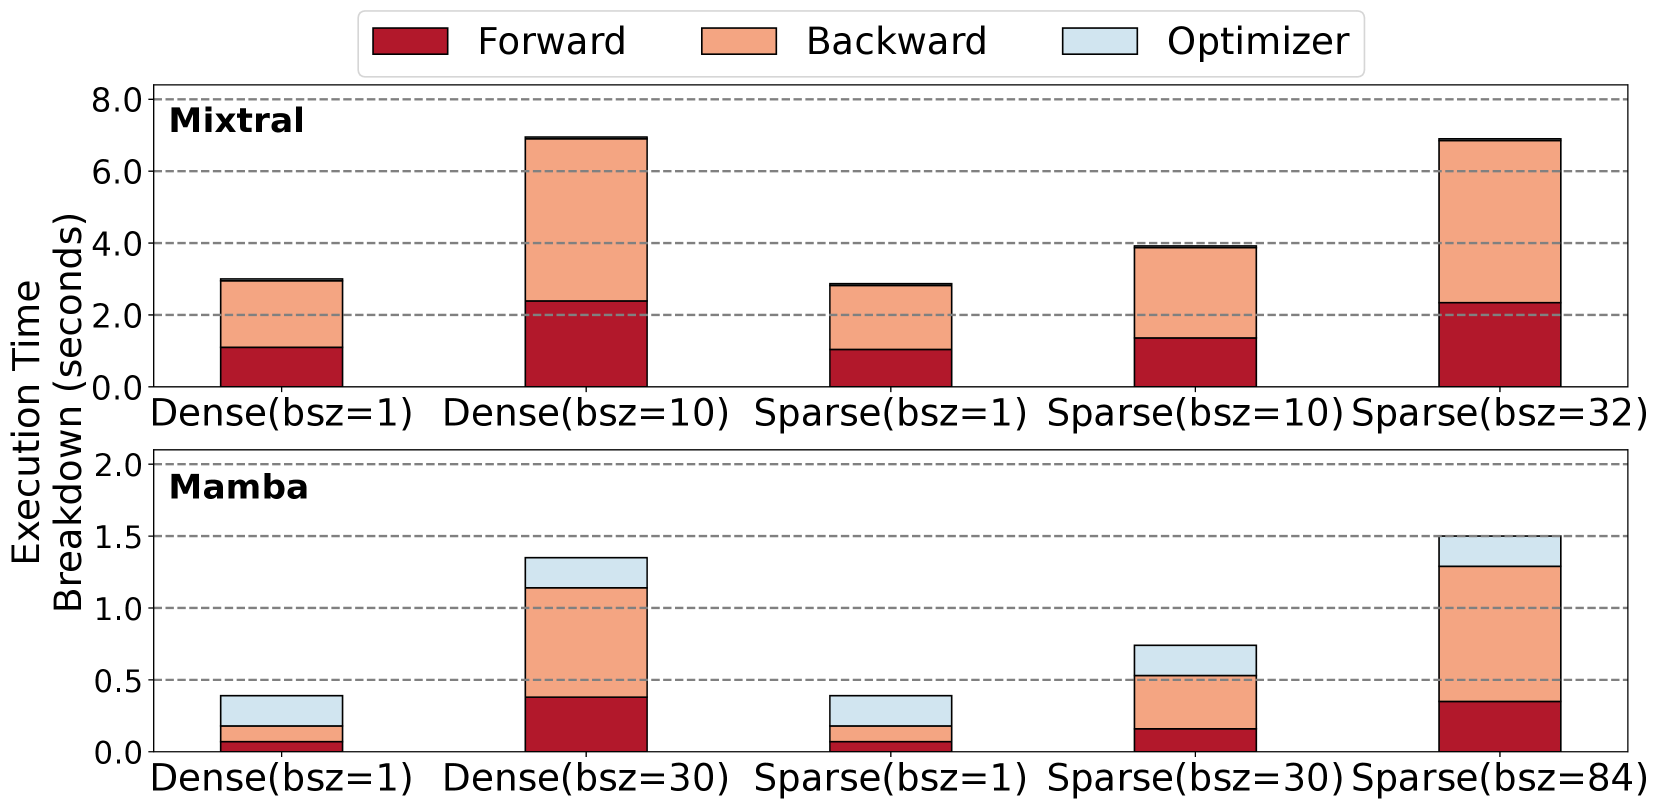 Forward Backward Optimizer
Execution Time
Breakdown (seconds)
8.0
6.0
4.0
2.0
0.0
Mixtral
Dense(bsz=1) Dense(bsz=10) Sparse(bsz=1) Sparse(bsz=10) Sparse(bsz=32)
2.0
1.5
1.0
0.5
0.0
Mamba
Dense(bsz=1) Dense(bsz=30) Sparse(bsz=1) Sparse(bsz=30) Sparse(bsz=84)